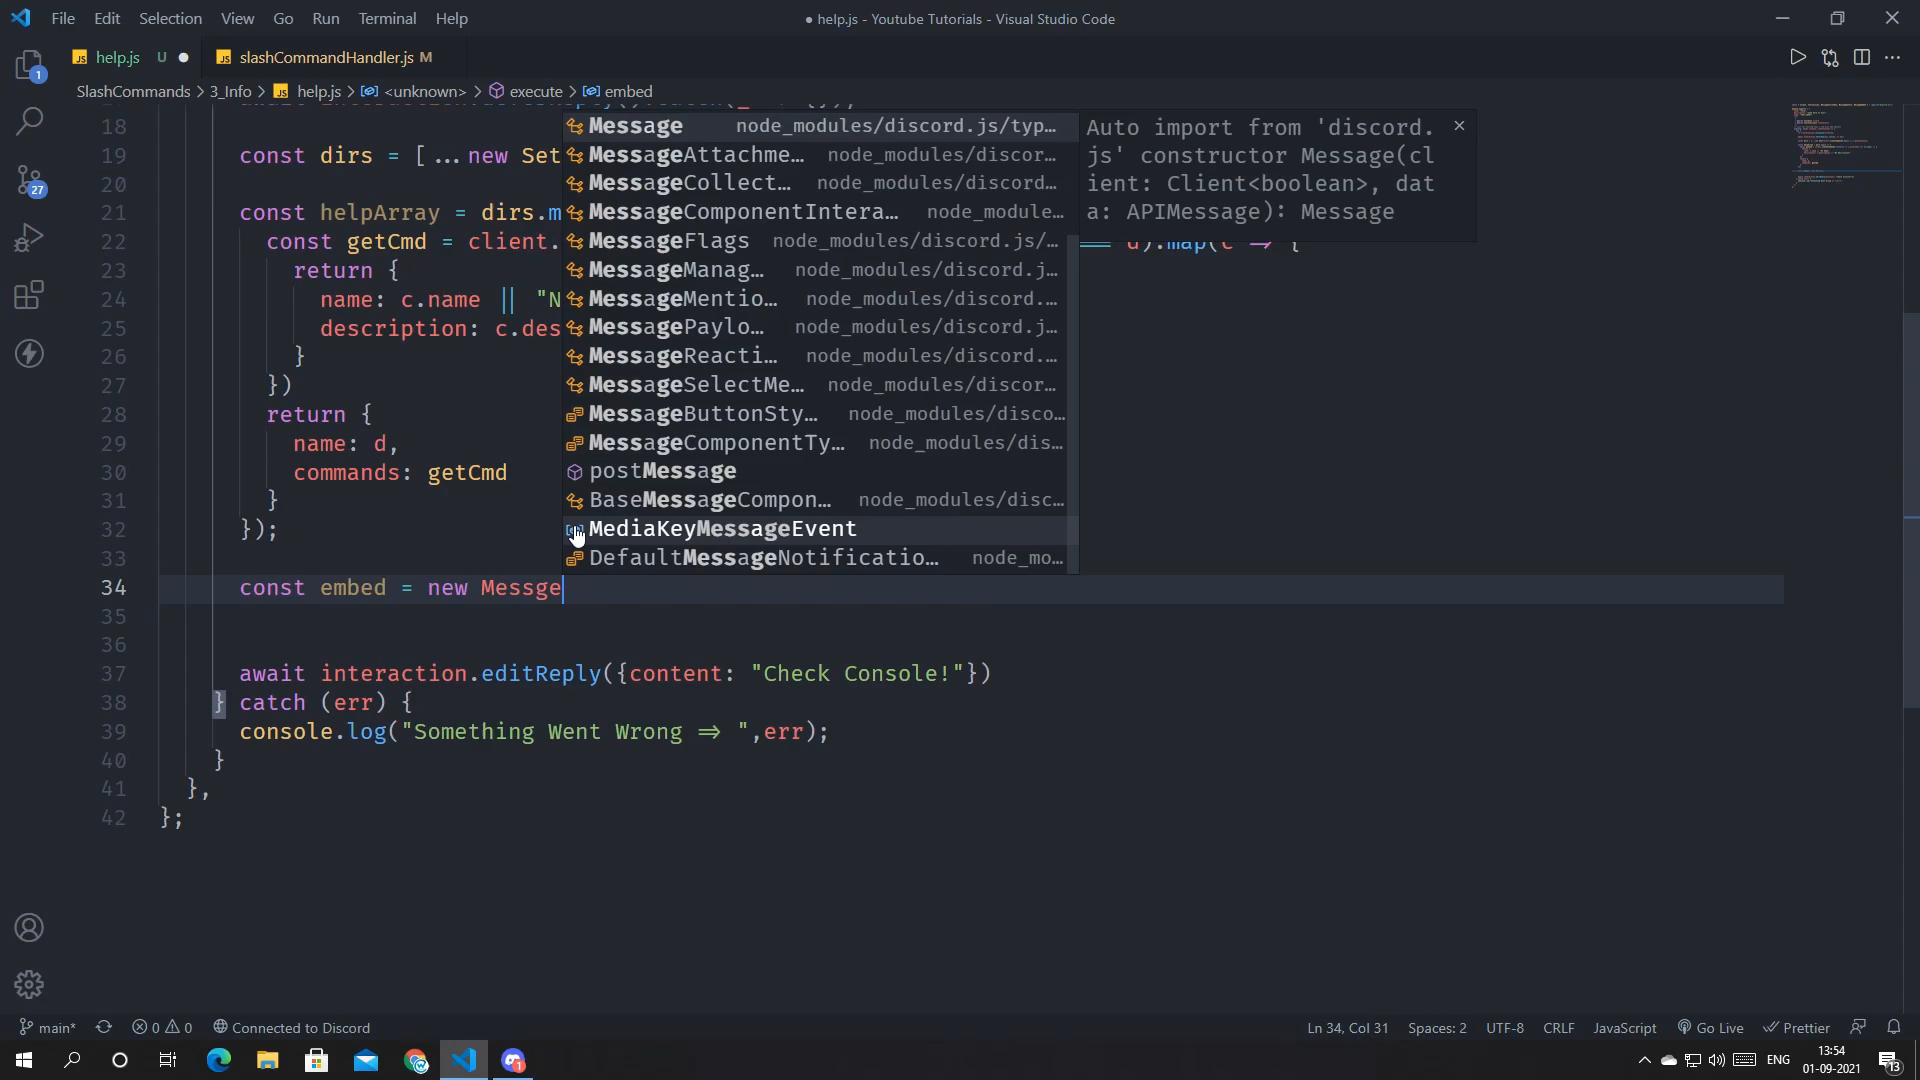 File Edit Selection View Go Run Terminal Help
● help.js - Youtube Tutorials - Visual Studio Code
help.js U ●
slashCommandHandler.js M
SlashCommands > 3_Info > help.js > <unknown> > execute > embed
18
19 const dirs = [...new Set
20
21 const helpArray = dirs.m
22 const getCmd = client.
23 return {
24 name: c.name || "N
25 description: c.des
26 }
27 })
28 return {
29 name: d,
30 commands: getCmd
31 }
32 });
33
34 const embed = new Messge
35
36
37 await interaction.editReply({content: "Check Console!"})
38 } catch (err) {
39 console.log("Something Went Wrong => ",err);
40 }
41 },
42 };
Message node_modules/discord.js/typ…
MessageAttachme… node_modules/discor…
MessageCollect… node_modules/discord…
MessageComponentIntera… node_module…
MessageFlags node_modules/discord.js/…
MessageManag… node_modules/discord.j…
MessageMentio… node_modules/discord.…
MessagePaylo… node_modules/discord.j…
MessageReacti… node_modules/discord.…
MessageSelectMe… node_modules/discor…
MessageButtonSty… node_modules/disco…
MessageComponentTy… node_modules/dis…
postMessage
BaseMessageCompon… node_modules/disc…
MediaKeyMessageEvent
DefaultMessageNotificatio… node_mo…
Auto import from 'discord.
js' constructor Message(cl
ient: Client<boolean>, dat
a: APIMessage): Message
1
27
main* 0 0 Connected to Discord
Ln 34, Col 31 Spaces: 2 UTF-8 CRLF JavaScript Go Live Prettier
ENG
13:54
01-09-2021
13